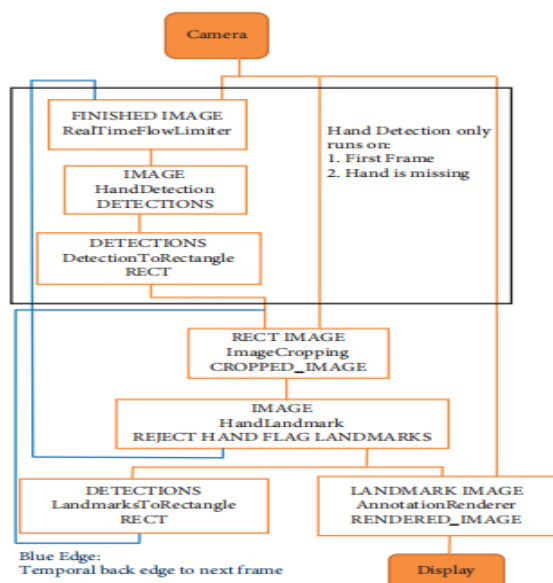 Camera
FINISHED IMAGE
RealTimeFlowLimiter
Hand Detection only
runs on:
1. First Frame
2. Hand is missing
IMAGE
HandDetection
DETECTIONS
DETECTIONS
DetectionToRectangle
RECT
RECT IMAGE
ImageCropping
CROPPED_IMAGE
IMAGE
HandLandmark
REJECT HAND FLAG LANDMARKS
DETECTIONS
LandmarksToRectangle
RECT
LANDMARK IMAGE
AnnotationRenderer
RENDERED_IMAGE
Blue Edge:
Temporal back edge to next frame
Display